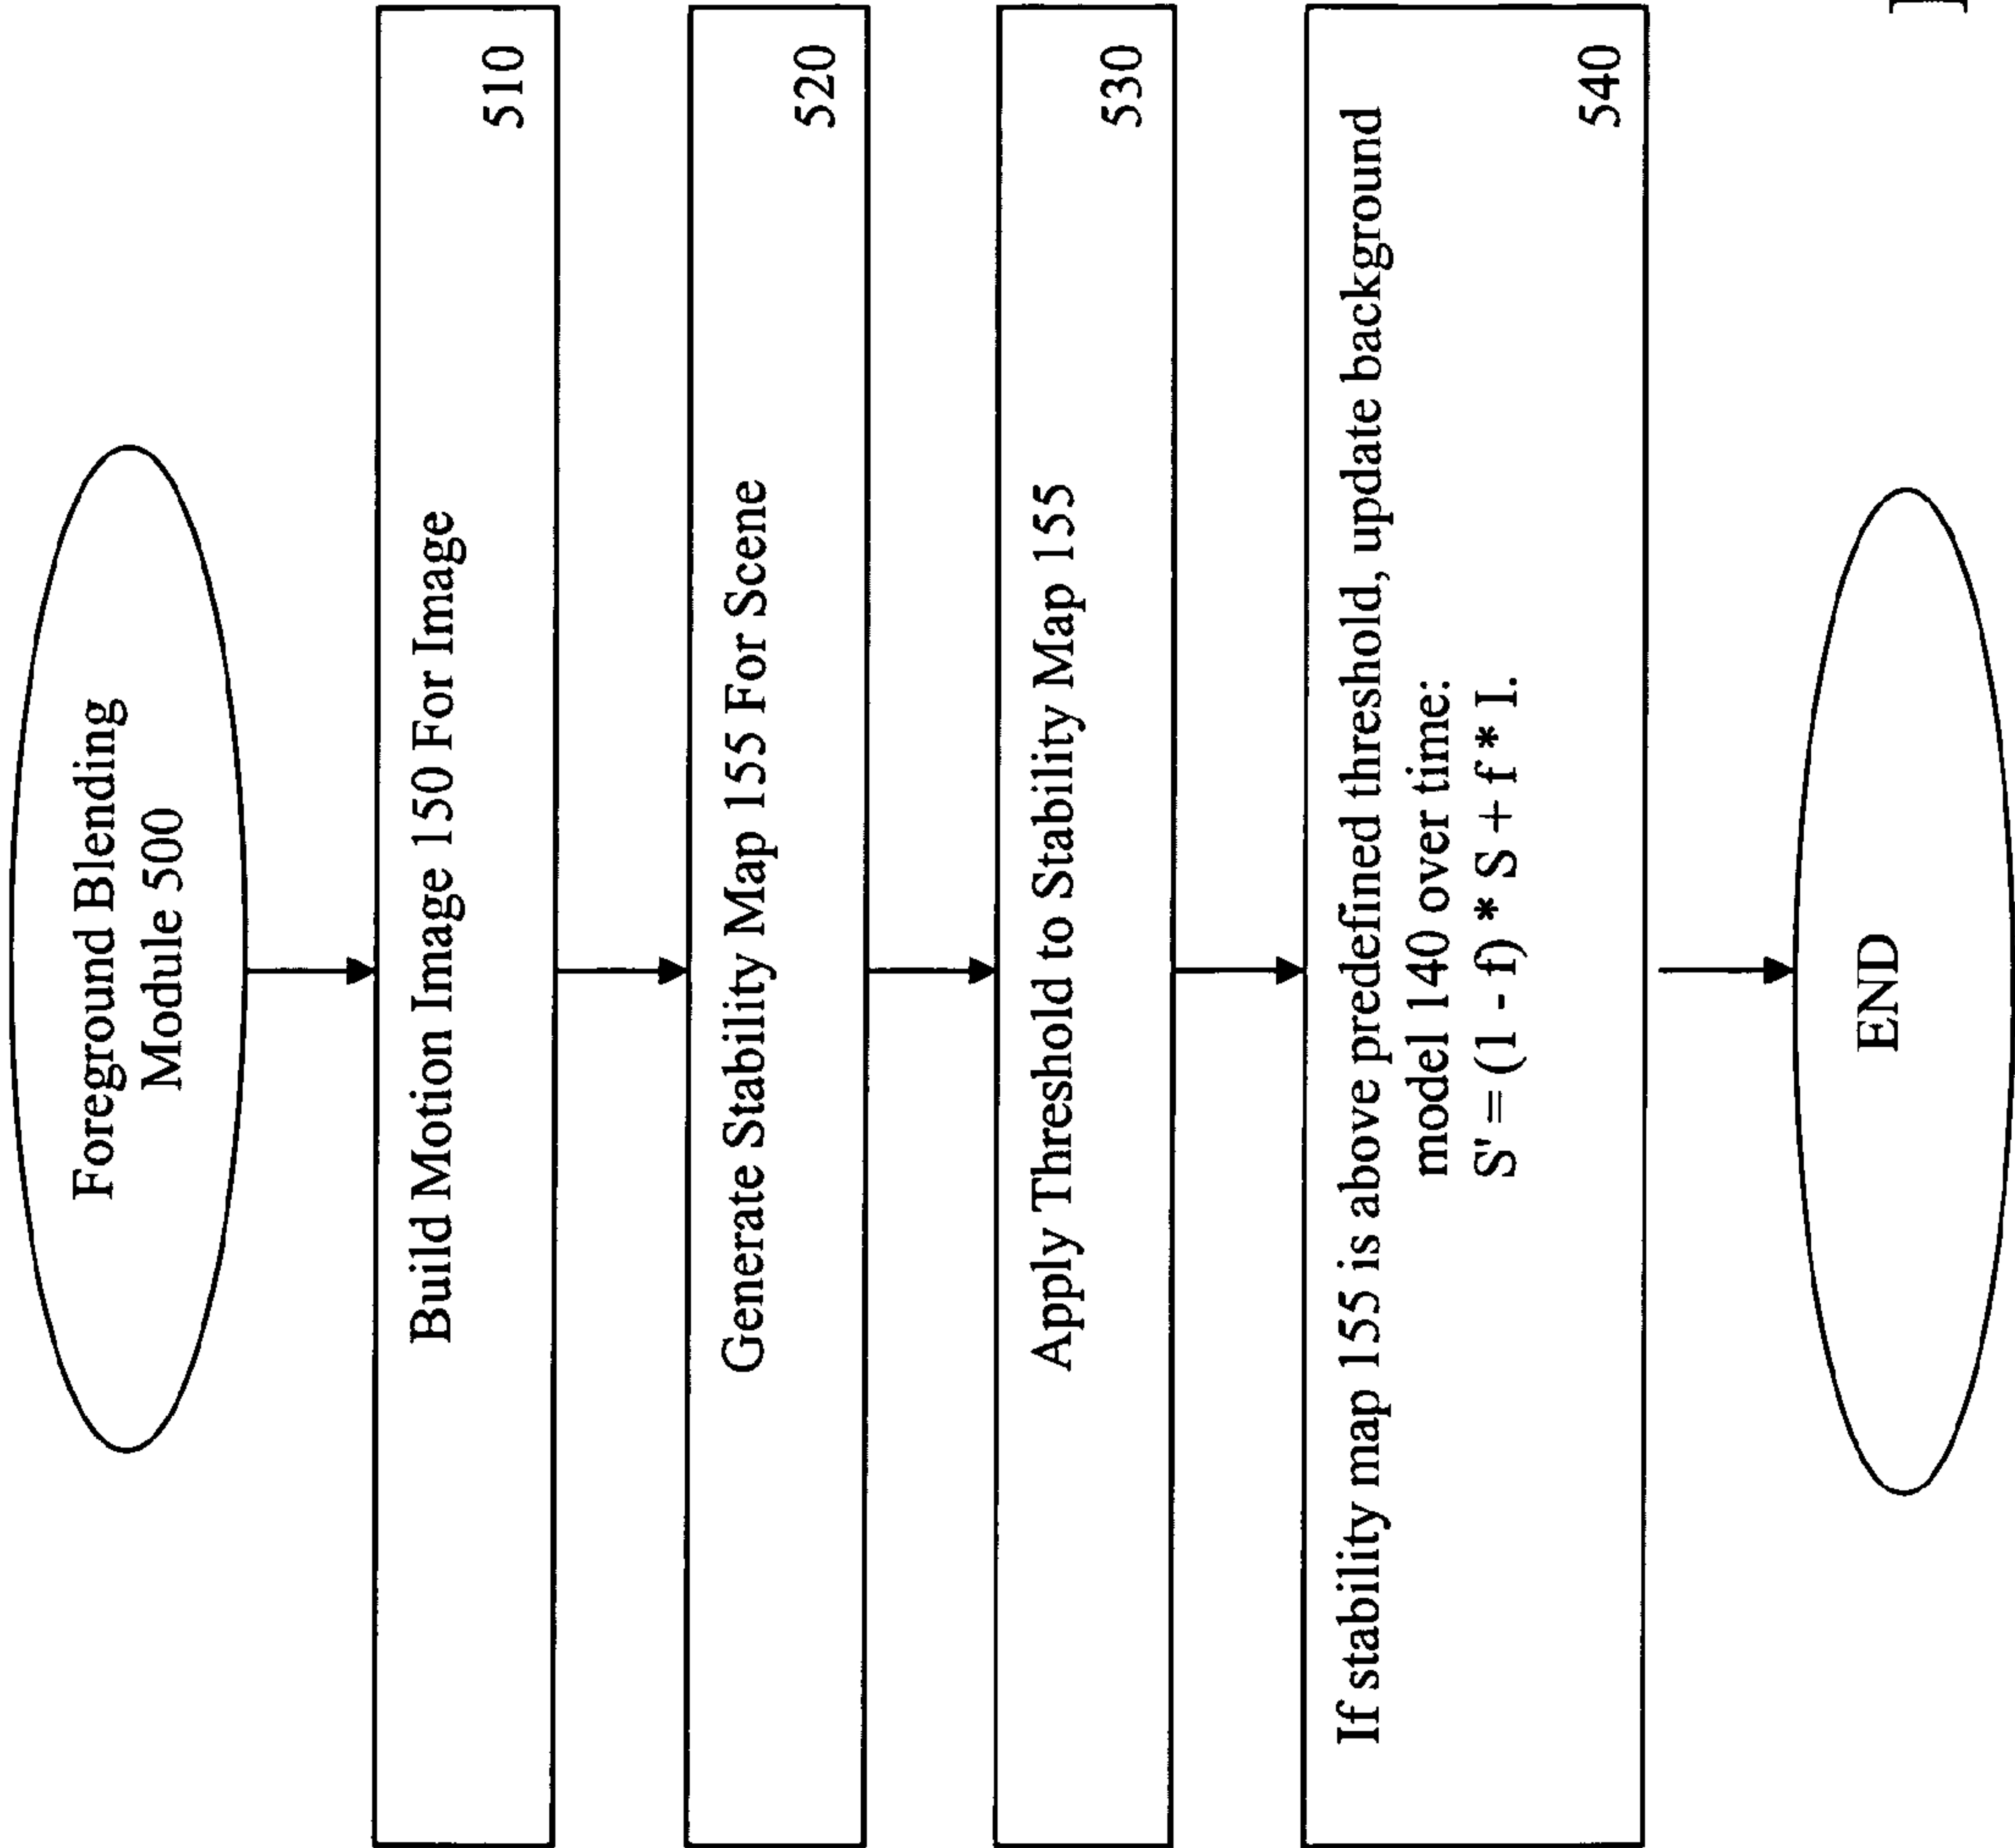 Foreground Blending
Module 500
Build Motion Image 150 For Image
510
Generate Stability Map 155 For Scene
520
Apply Threshold to Stability Map 155
530
If stability map 155 is above predefined threshold, update background
model 140 over time:
S' = (1 - f) * S + f * I.
540
END